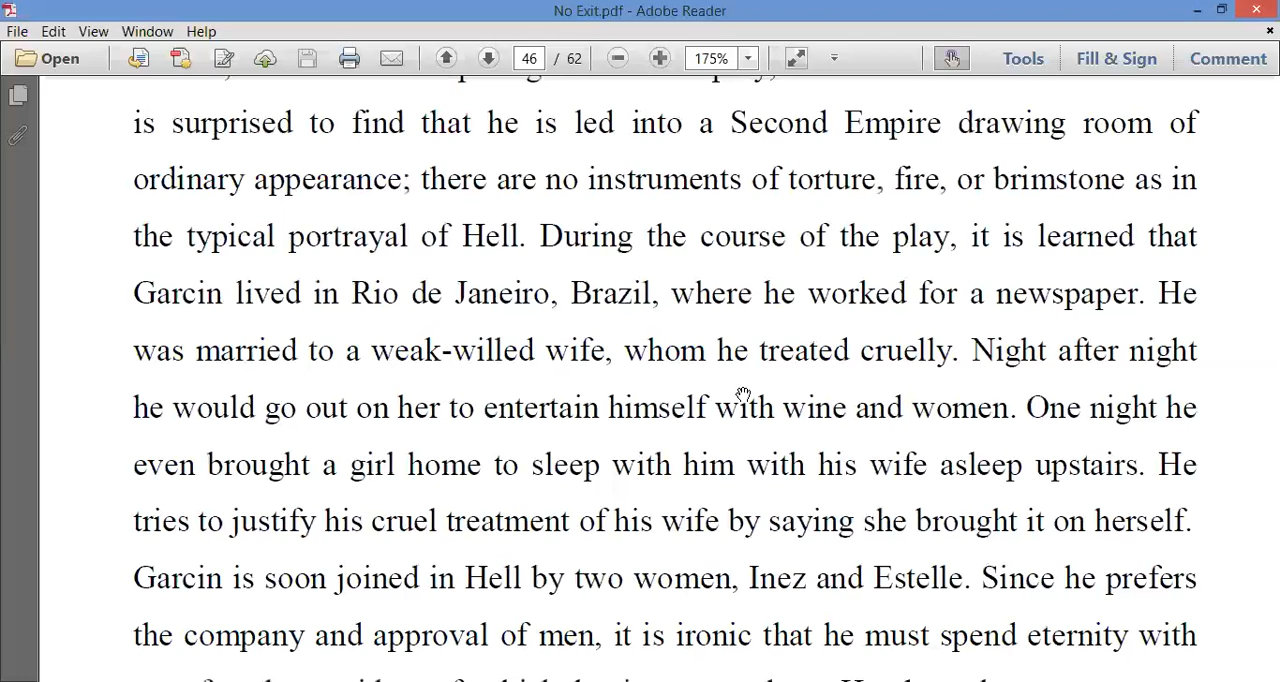 No Exit.pdf - Adobe Reader
File Edit View Window Help
Open 46 / 62 175% Tools Fill & Sign Comment
is surprised to find that he is led into a Second Empire drawing room of
ordinary appearance; there are no instruments of torture, fire, or brimstone as in
the typical portrayal of Hell. During the course of the play, it is learned that
Garcin lived in Rio de Janeiro, Brazil, where he worked for a newspaper. He
was married to a weak-willed wife, whom he treated cruelly. Night after night
he would go out on her to entertain himself with wine and women. One night he
even brought a girl home to sleep with him with his wife asleep upstairs. He
tries to justify his cruel treatment of his wife by saying she brought it on herself.
Garcin is soon joined in Hell by two women, Inez and Estelle. Since he prefers
the company and approval of men, it is ironic that he must spend eternity with